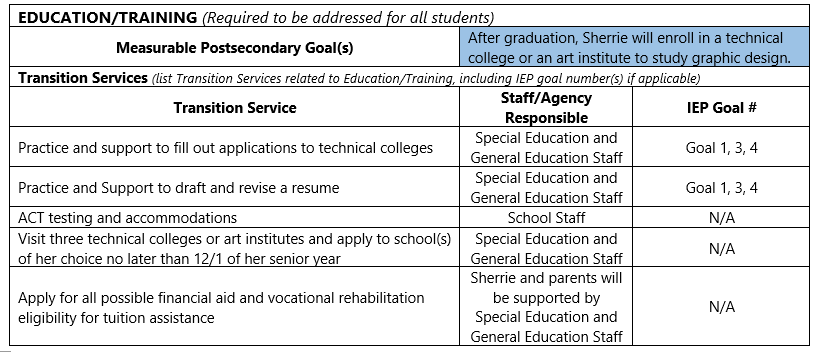 EDUCATION/TRAINING (Required to be addressed for all students)
Measurable Postsecondary Goal(s)
After graduation, Sherrie will enroll in a technical
college or an art institute to study graphic design.
Transition Services (list Transition Services related to Education/Training, including IEP goal number(s) if applicable)
Transition Service
Staff/Agency
Responsible
IEP Goal #
Practice and support to fill out applications to technical colleges
Special Education and
General Education Staff
Goal 1, 3, 4
Practice and Support to draft and revise a resume
Special Education and
General Education Staff
Goal 1, 3, 4
ACT testing and accommodations
School Staff
N/A
Visit three technical colleges or art institutes and apply to school(s)
of her choice no later than 12/1 of her senior year
Special Education and
General Education Staff
N/A
Apply for all possible financial aid and vocational rehabilitation
eligibility for tuition assistance
Sherrie and parents will
be supported by
Special Education and
General Education Staff
N/A